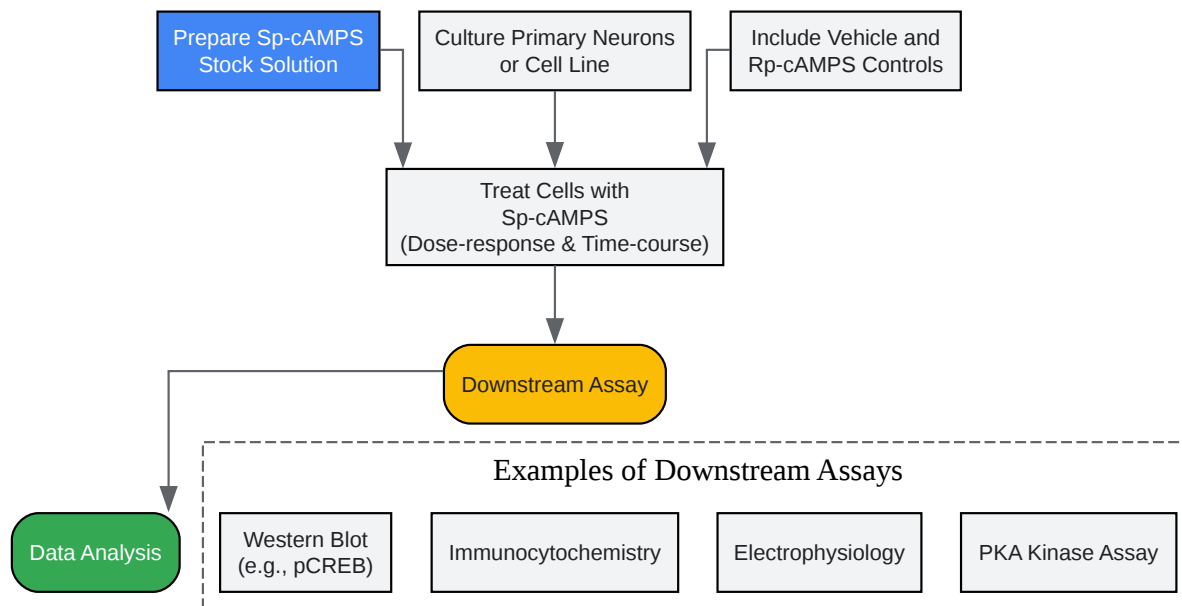 Prepare Sp-cAMPS
Stock Solution
Culture Primary Neurons
or Cell Line
Include Vehicle and
Rp-cAMPS Controls
Treat Cells with
Sp-cAMPS
(Dose-response & Time-course)
Downstream Assay
Examples of Downstream Assays
Data Analysis
Western Blot
(e.g., pCREB)
Immunocytochemistry
Electrophysiology
PKA Kinase Assay